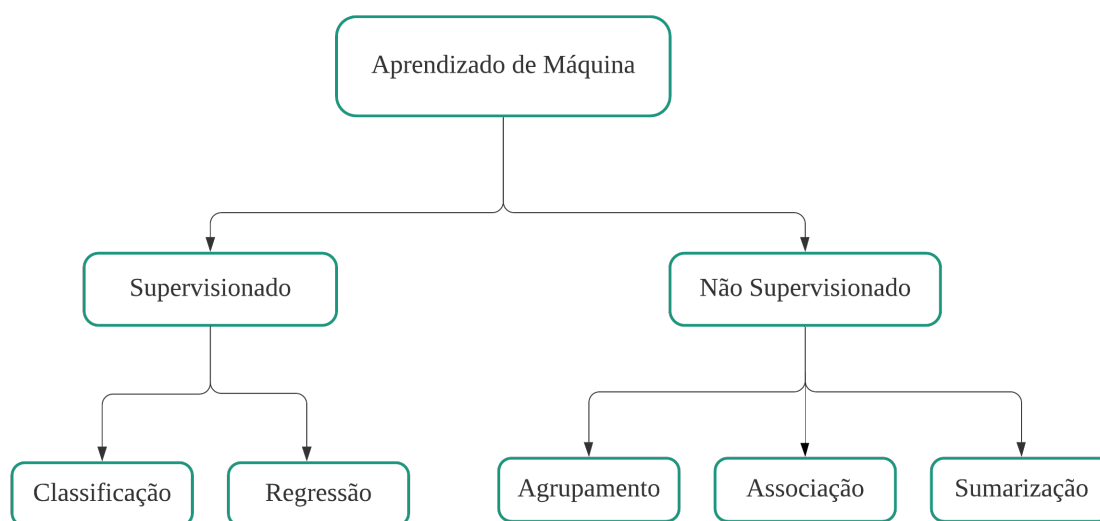 Aprendizado de Máquina
Supervisionado
Não Supervisionado
Classificação
Regressão
Agrupamento
Associação
Sumarização